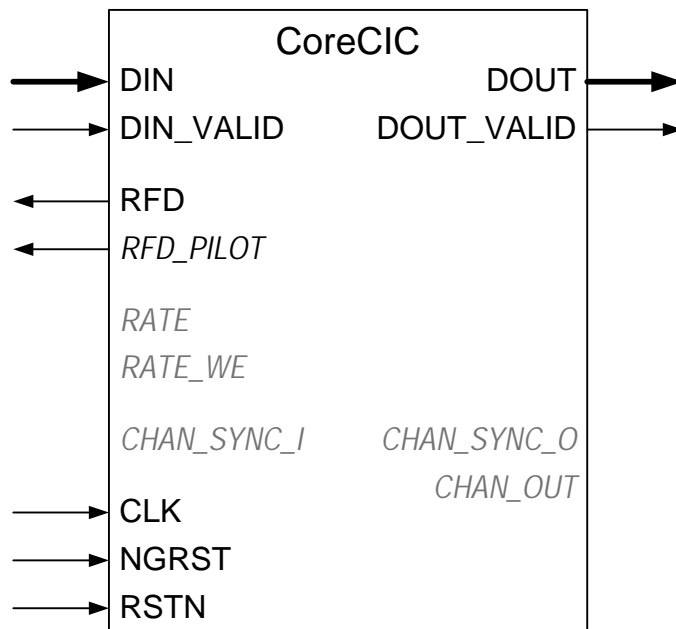 CoreCIC
DIN DOUT
DIN_VALID DOUT_VALID
RFD
RFD_PILOT
RATE
RATE_WE
CHAN_SYNC_I CHAN_SYNC_O
CHAN_OUT
CLK
NGRST
RSTN